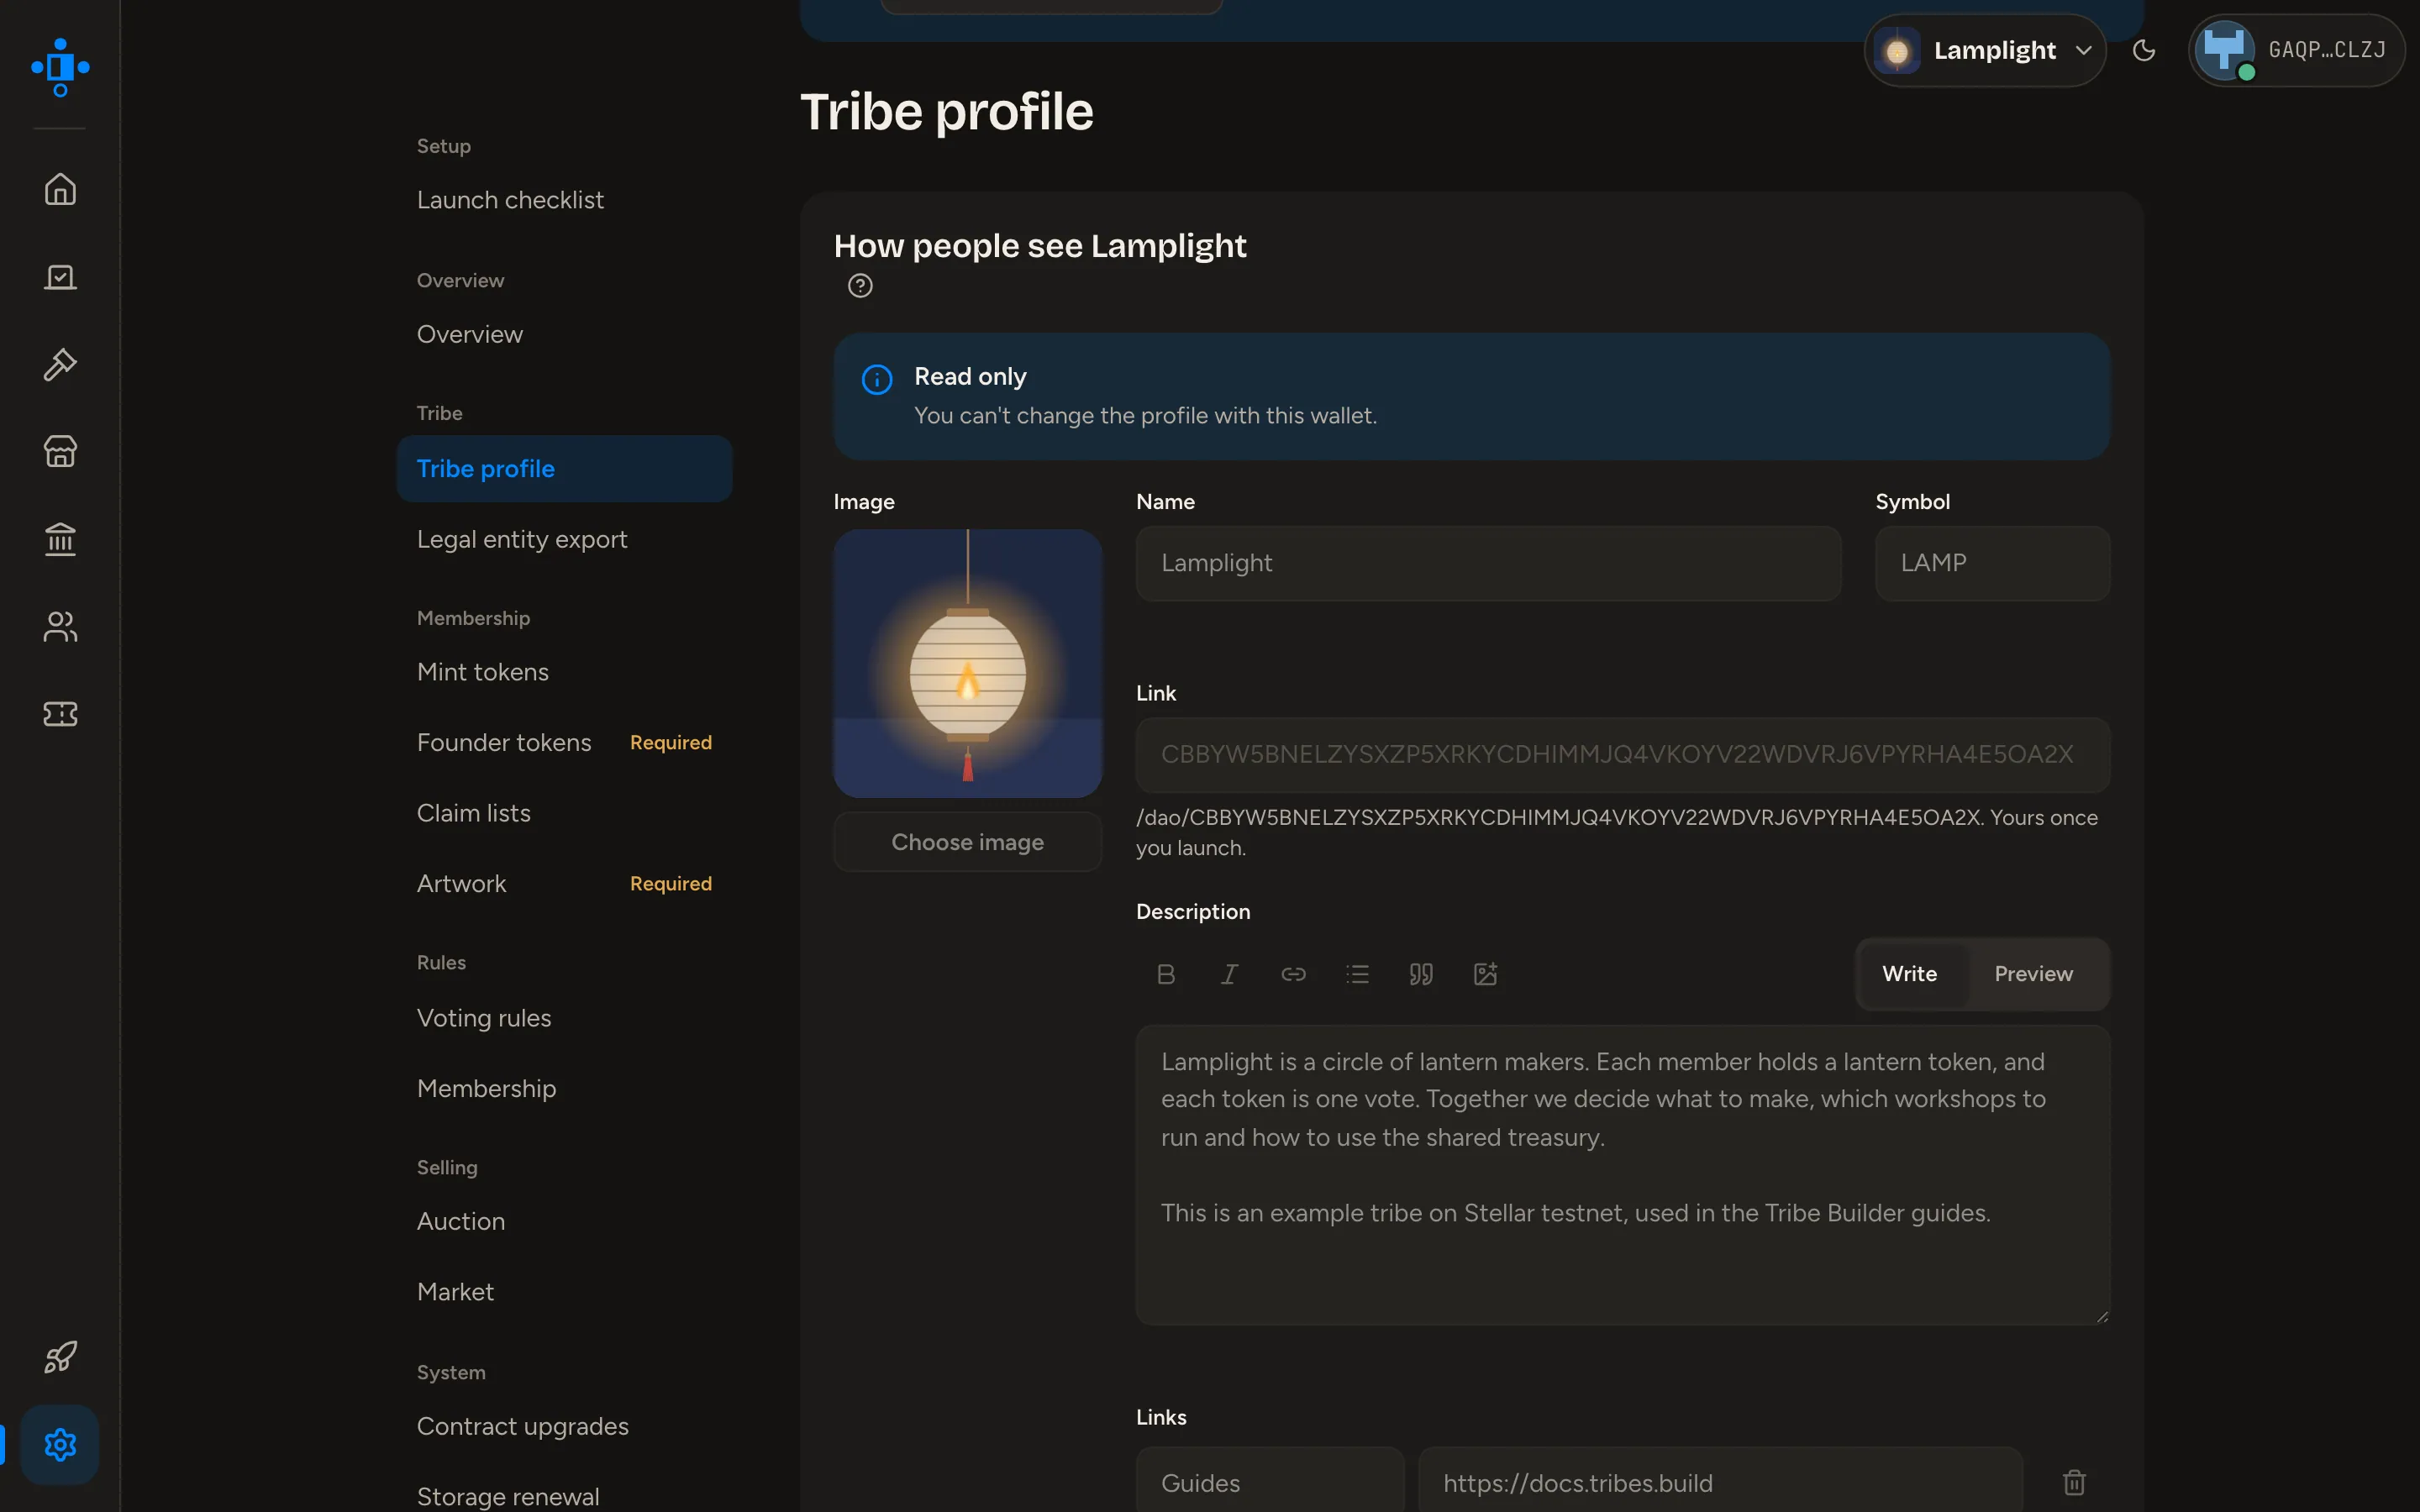 Lamplight
GAQP...CLZJ
Setup
Launch checklist
Overview
Overview
Tribe
Tribe profile
Legal entity export
Membership
Mint tokens
Founder tokens Required
Claim lists
Artwork Required
Rules
Voting rules
Membership
Selling
Auction
Market
System
Contract upgrades
Storage renewal
Tribe profile
How people see Lamplight
Read only
You can't change the profile with this wallet.
Image
Choose image
Name
Lamplight
Symbol
LAMP
Link
CBBYW5BNELZYSXZP5XRKYCDHIMMJQ4VKOYV22WDVRJ6VPYRHA4E5OA2X
/dao/CBBYW5BNELZYSXZP5XRKYCDHIMMJQ4VKOYV22WDVRJ6VPYRHA4E5OA2X. Yours once
you launch.
Description
Write Preview
Lamplight is a circle of lantern makers. Each member holds a lantern token, and
each token is one vote. Together we decide what to make, which workshops to
run and how to use the shared treasury.
This is an example tribe on Stellar testnet, used in the Tribe Builder guides.
Links
Guides https://docs.tribes.build